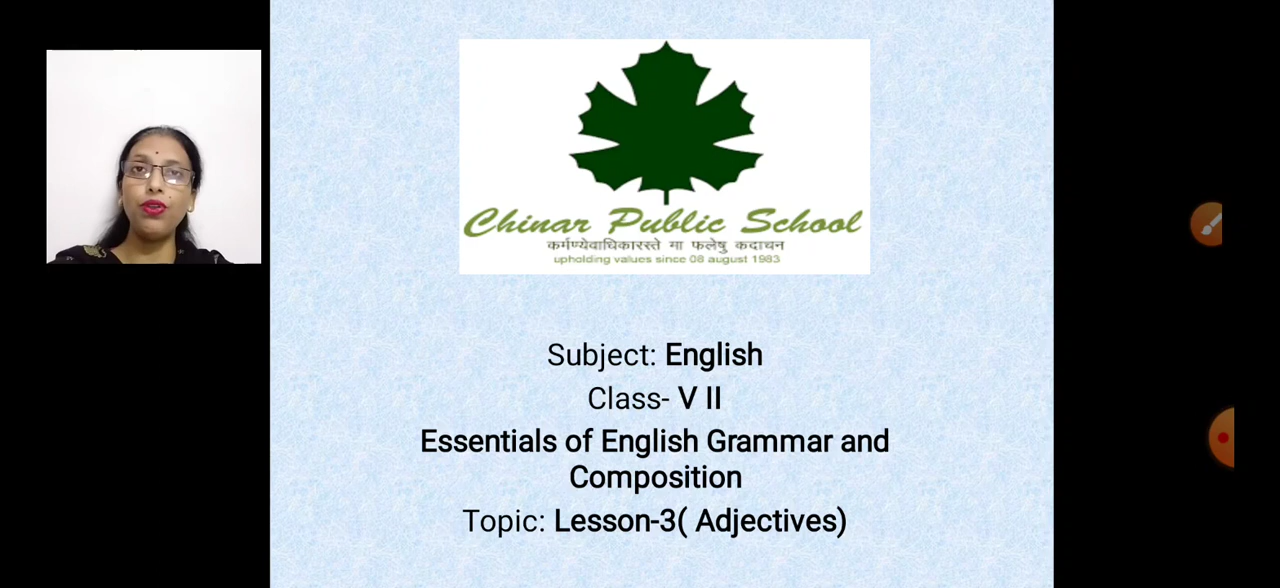 Chinar Public School
कर्मण्येवाधिकारस्ते मा फलेषु कदाचन
upholding values since 08 august 1983
Subject: English
Class- V II
Essentials of English Grammar and
Composition
Topic: Lesson-3( Adjectives)